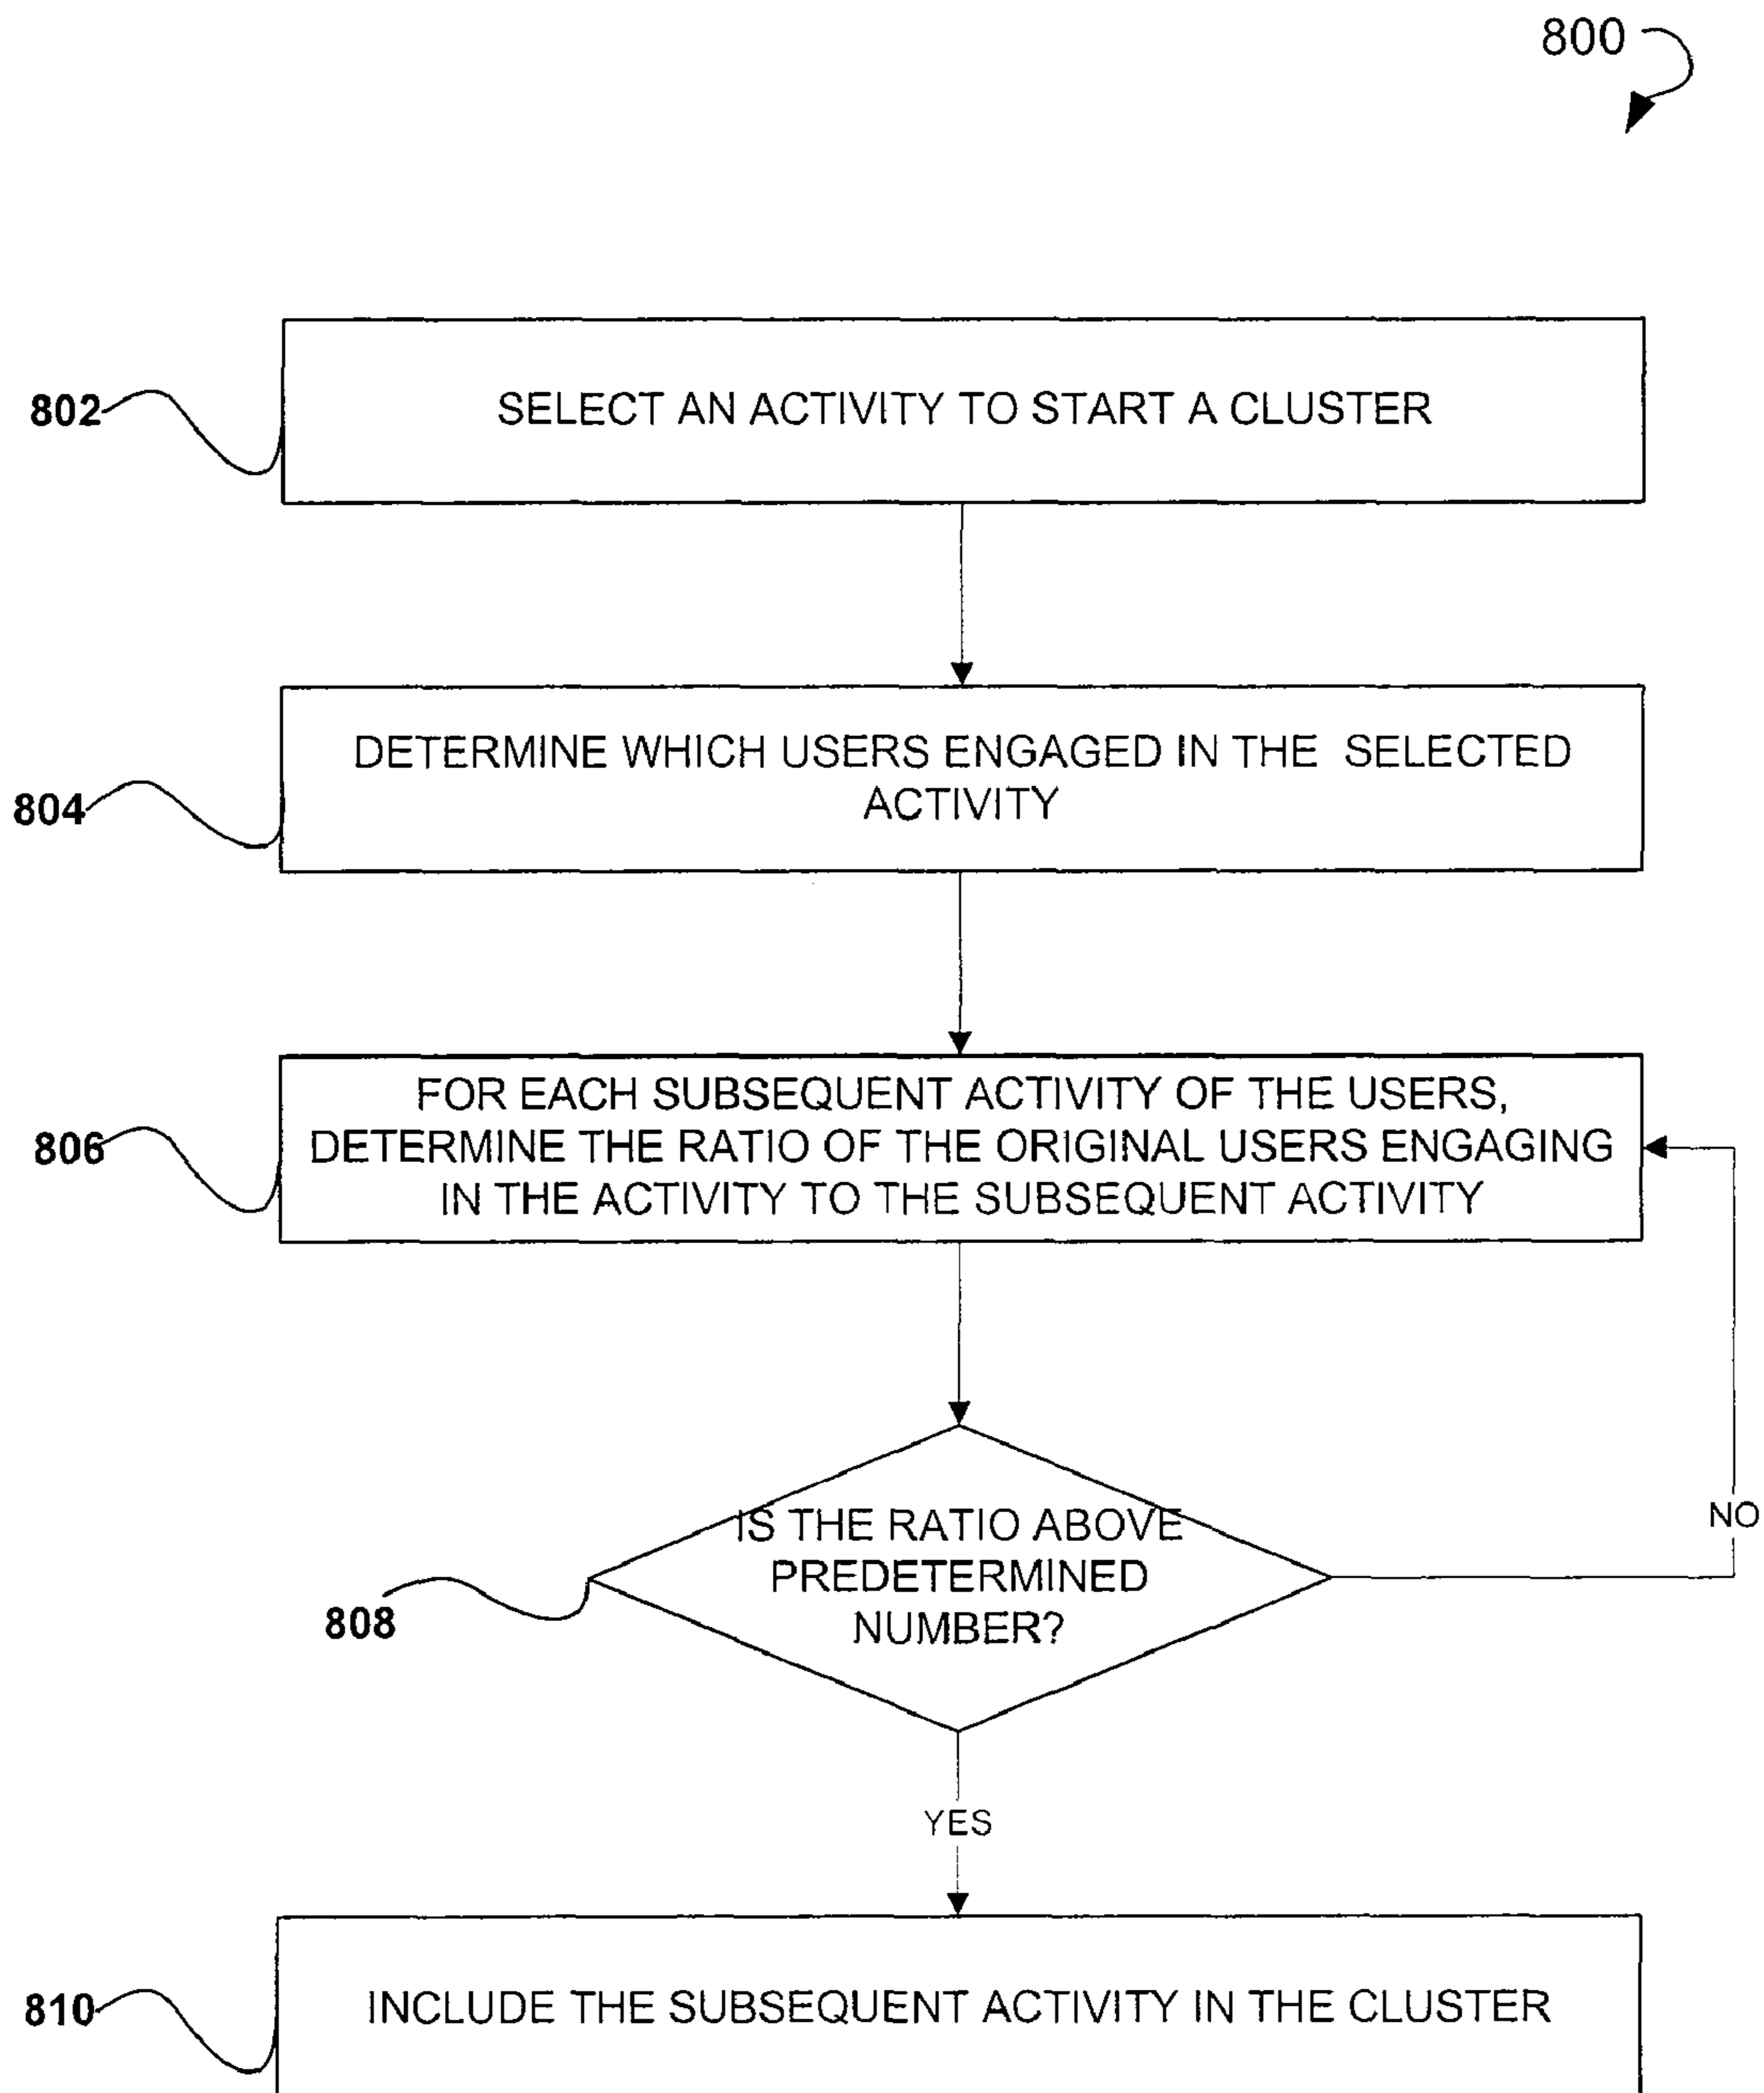 800
802
SELECT AN ACTIVITY TO START A CLUSTER
804
DETERMINE WHICH USERS ENGAGED IN THE SELECTED
ACTIVITY
806
FOR EACH SUBSEQUENT ACTIVITY OF THE USERS,
DETERMINE THE RATIO OF THE ORIGINAL USERS ENGAGING
IN THE ACTIVITY TO THE SUBSEQUENT ACTIVITY
808
IS THE RATIO ABOVE
PREDETERMINED
NUMBER?
NO
YES
810
INCLUDE THE SUBSEQUENT ACTIVITY IN THE CLUSTER